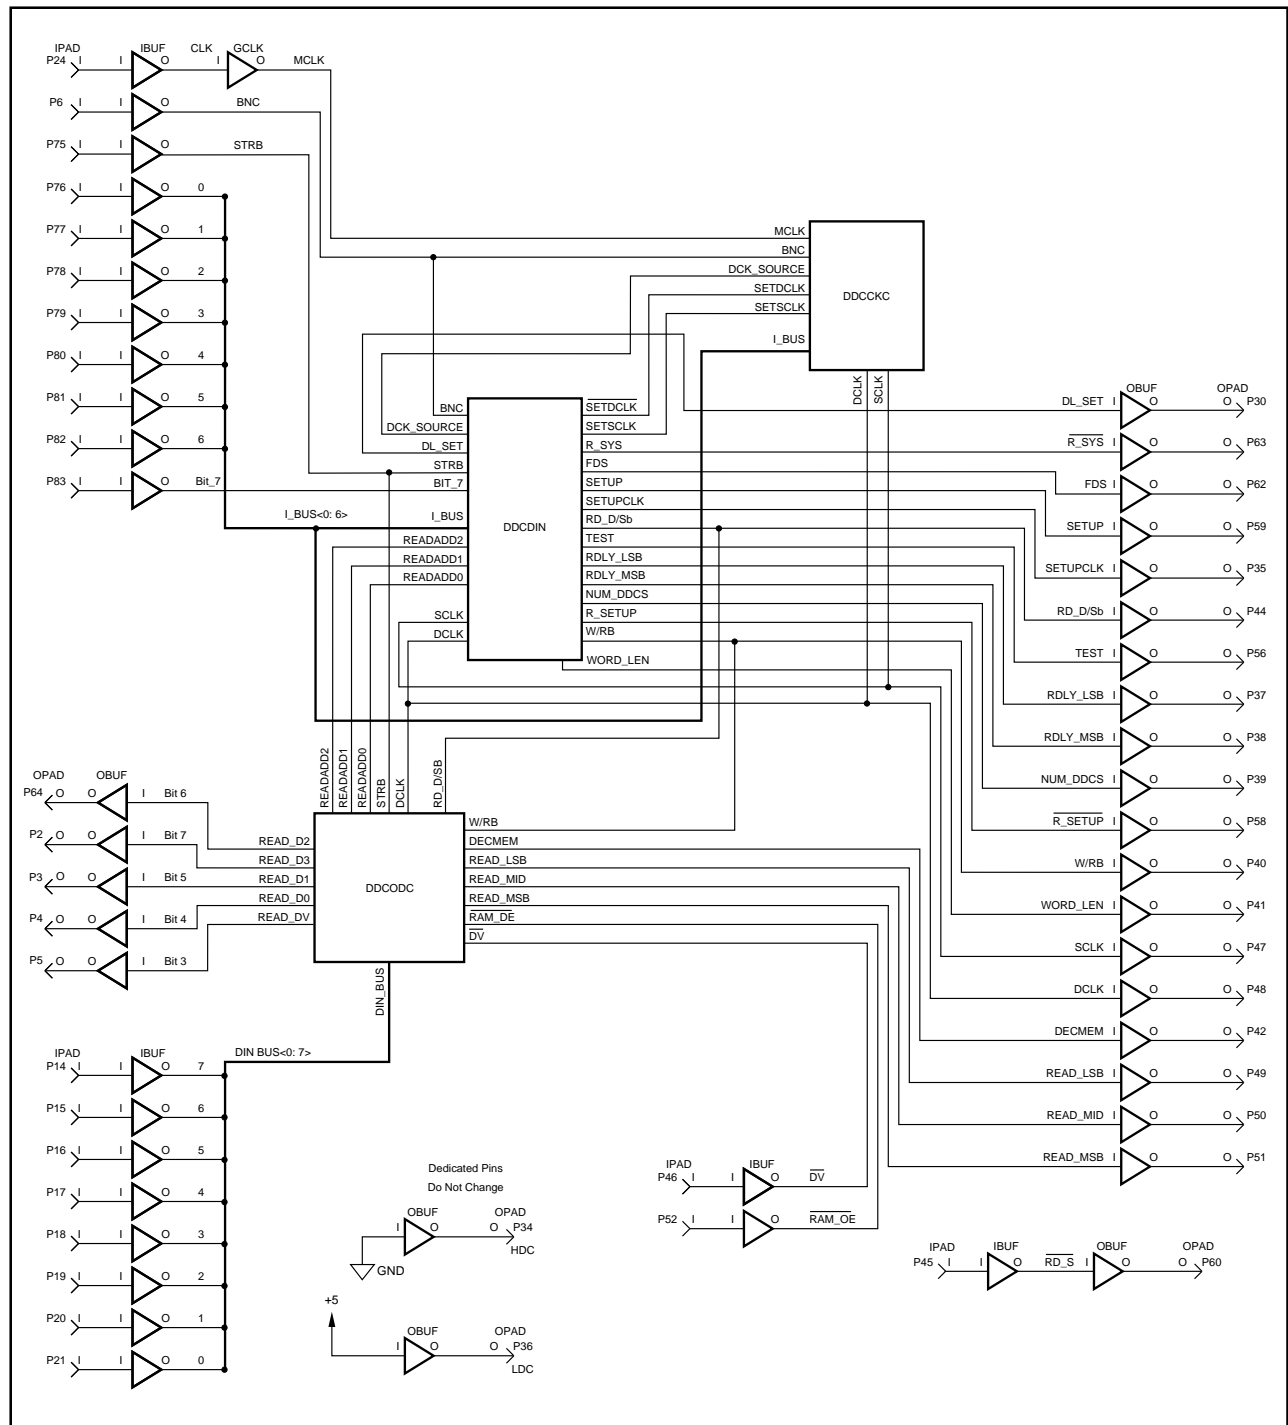 IPAD IBUF CLK GCLK
P24 I I O I O MCLK
P6 I I O BNC
P75 I I O STRB
P76 I I O 0
P77 I I O 1
P78 I I O 2
P79 I I O 3
P80 I I O 4
P81 I I O 5
P82 I I O 6
P83 I I O Bit_7
I_BUS<0: 6>
MCLK
BNC
DCK_SOURCE
SETDCLK
SETSCLK
I_BUS
DDCCKC
DCLK
SCLK
BNC
DCK_SOURCE
DL_SET
STRB
BIT_7
I_BUS
READADD2
READADD1
READADD0
SCLK
DCLK
DDCDIN
SETDCLK
SETSCLK
R_SYS
FDS
SETUP
SETUPCLK
RD_D/Sb
TEST
RDLY_LSB
RDLY_MSB
NUM_DDCS
R_SETUP
W/RB
WORD_LEN
OBUF OPAD
DL_SET I O O P30
R_SYS I O O P63
FDS I O O P62
SETUP I O O P59
SETUPCLK I O O P35
RD_D/Sb I O O P44
TEST I O O P56
RDLY_LSB I O O P37
RDLY_MSB I O O P38
NUM_DDCS I O O P39
R_SETUP I O O P58
W/RB I O O P40
WORD_LEN I O O P41
SCLK I O O P47
DCLK I O O P48
DECMEM I O O P42
READ_LSB I O O P49
READ_MID I O O P50
READ_MSB I O O P51
READADD2
READADD1
READADD0
STRB
DCLK
RD_D/SB
OPAD OBUF
P64 O O I Bit 6
P2 O O I Bit 7
P3 O O I Bit 5
P4 O O I Bit 4
P5 O O I Bit 3
READ_D2
READ_D3
READ_D1
READ_D0
READ_DV
DDCODC
W/RB
DECMEM
READ_LSB
READ_MID
READ_MSB
RAM_DE
DV
DIN_BUS
DIN BUS<0: 7>
IPAD IBUF
P14 I I O 7
P15 I I O 6
P16 I I O 5
P17 I I O 4
P18 I I O 3
P19 I I O 2
P20 I I O 1
P21 I I O 0
Dedicated Pins
Do Not Change
OBUF OPAD
I O O P34
HDC
GND
+5
OBUF OPAD
I O O P36
LDC
IPAD IBUF
P46 I I O DV
P52 I I O RAM_OE
IPAD IBUF OBUF OPAD
P45 I I O RD_S I O O P60